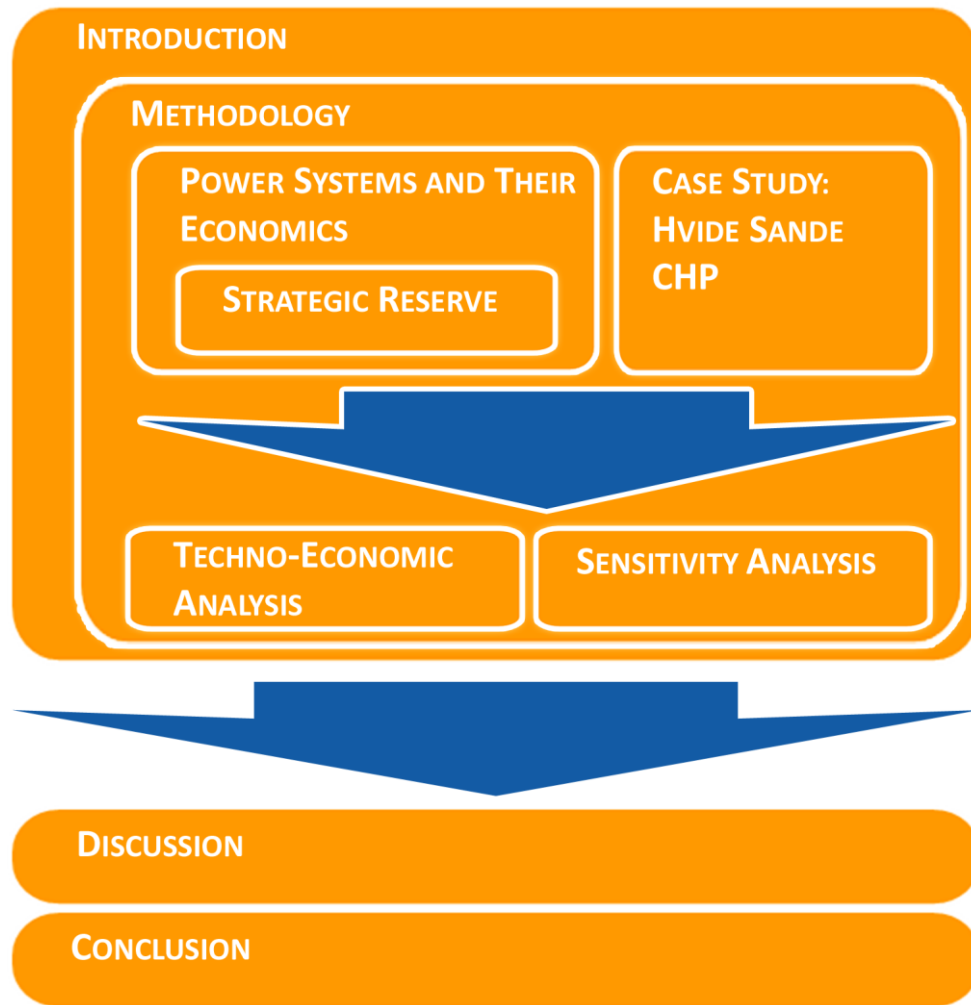 INTRODUCTION
METHODOLOGY
POWER SYSTEMS AND THEIR
ECONOMICS
STRATEGIC RESERVE
CASE STUDY:
HVIDE SANDE
CHP
TECHNO-ECONOMIC
ANALYSIS
SENSITIVITY ANALYSIS
DISCUSSION
CONCLUSION